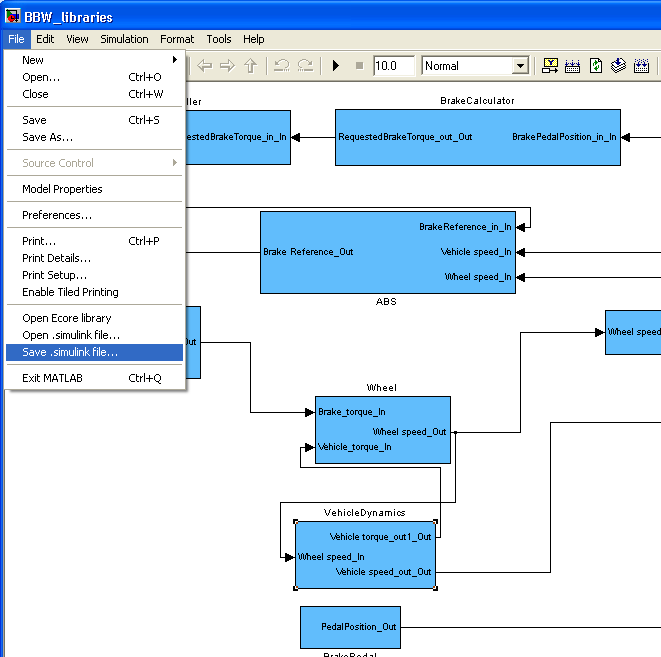 BBW_libraries
File Edit View Simulation Format Tools Help
10.0 Normal
New
Open... Ctrl+O
Close Ctrl+W
Save Ctrl+S
Save As...
Source Control
Model Properties
Preferences...
Print... Ctrl+P
Print Details...
Print Setup...
Enable Tiled Printing
Open Ecore library
Open .simulink file...
Save .simulink file...
Exit MATLAB Ctrl+Q
ller
estedBrakeTorque_in_In
BrakeCalculator
RequestedBrakeTorque_out_Out BrakePedalPosition_in_In
BrakeReference_in_In
Brake Reference_Out Vehicle speed_In
Wheel speed_In
ABS
Out
Wheel speed
Wheel
Brake_torque_In
Wheel speed_Out
Vehicle_torque_In
VehicleDynamics
Vehicle torque_out1_Out
Wheel speed_In
Vehicle speed_out_Out
PedalPosition_Out
BrakePedal